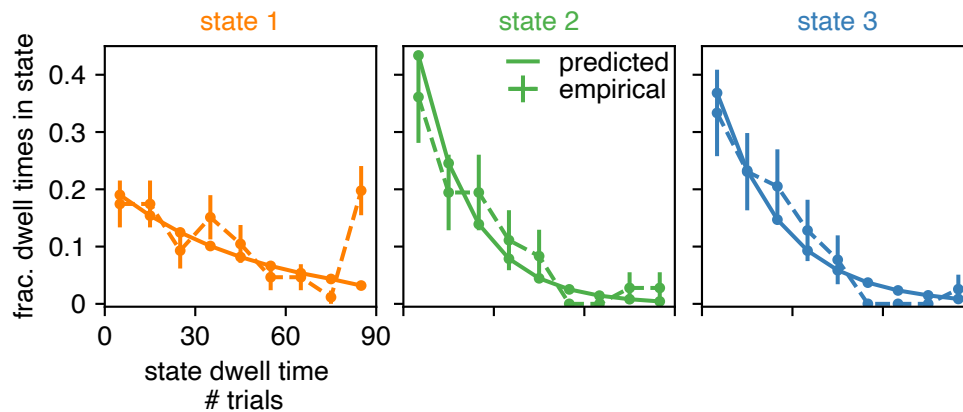 state 1
state 2
state 3
frac. dwell times in state
0.4
0.3
0.2
0.1
0
0
30
60
90
state dwell time
# trials
predicted
empirical